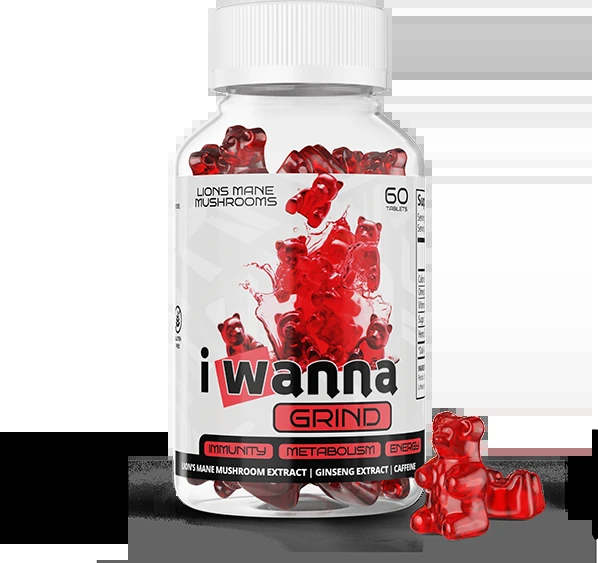 LIONS MANE
MUSHROOMS
60
TABLETS
i wanna
GRIND
IMMUNITY METABOLISM ENERGY
LION'S MANE MUSHROOM EXTRACT | GINSENG EXTRACT | CAFFEINE